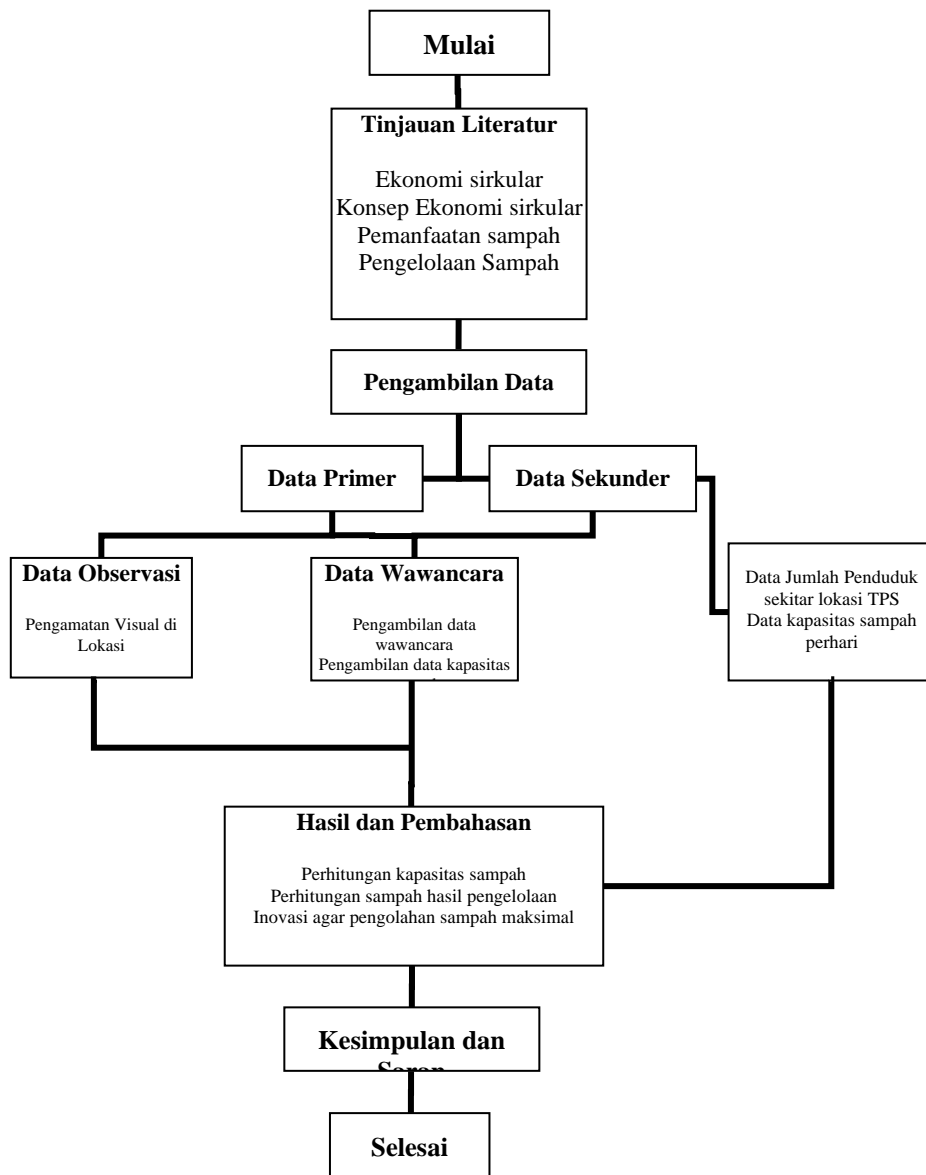 Mulai
Tinjauan Literatur
Ekonomi sirkular
Konsep Ekonomi sirkular
Pemanfaatan sampah
Pengelolaan Sampah
Pengambilan Data
Data Primer
Data Sekunder
Data Observasi
Pengamatan Visual di
Lokasi
Data Wawancara
Pengambilan data
wawancara
Pengambilan data kapasitas
Data Jumlah Penduduk
sekitar lokasi TPS
Data kapasitas sampah
perhari
Hasil dan Pembahasan
Perhitungan kapasitas sampah
Perhitungan sampah hasil pengelolaan
Inovasi agar pengolahan sampah maksimal
Kesimpulan dan
Saran
Selesai